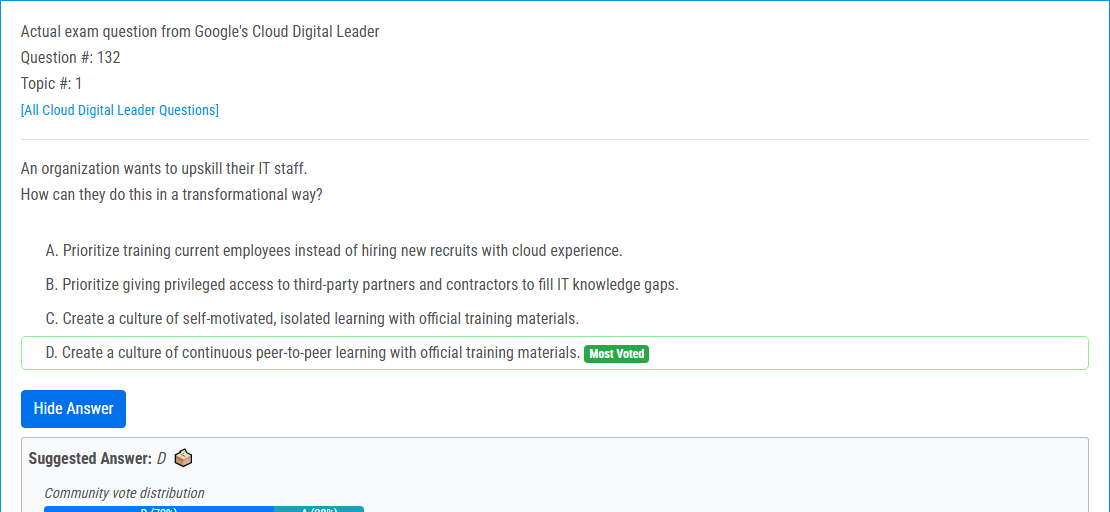 Actual exam question from Google's Cloud Digital Leader
Question #: 132
Topic #: 1
[All Cloud Digital Leader Questions]
An organization wants to upskill their IT staff.
How can they do this in a transformational way?
A. Prioritize training current employees instead of hiring new recruits with cloud experience.
B. Prioritize giving privileged access to third-party partners and contractors to fill IT knowledge gaps.
C. Create a culture of self-motivated, isolated learning with official training materials.
D. Create a culture of continuous peer-to-peer learning with official training materials. Most Voted
Hide Answer
Suggested Answer: D
Community vote distribution